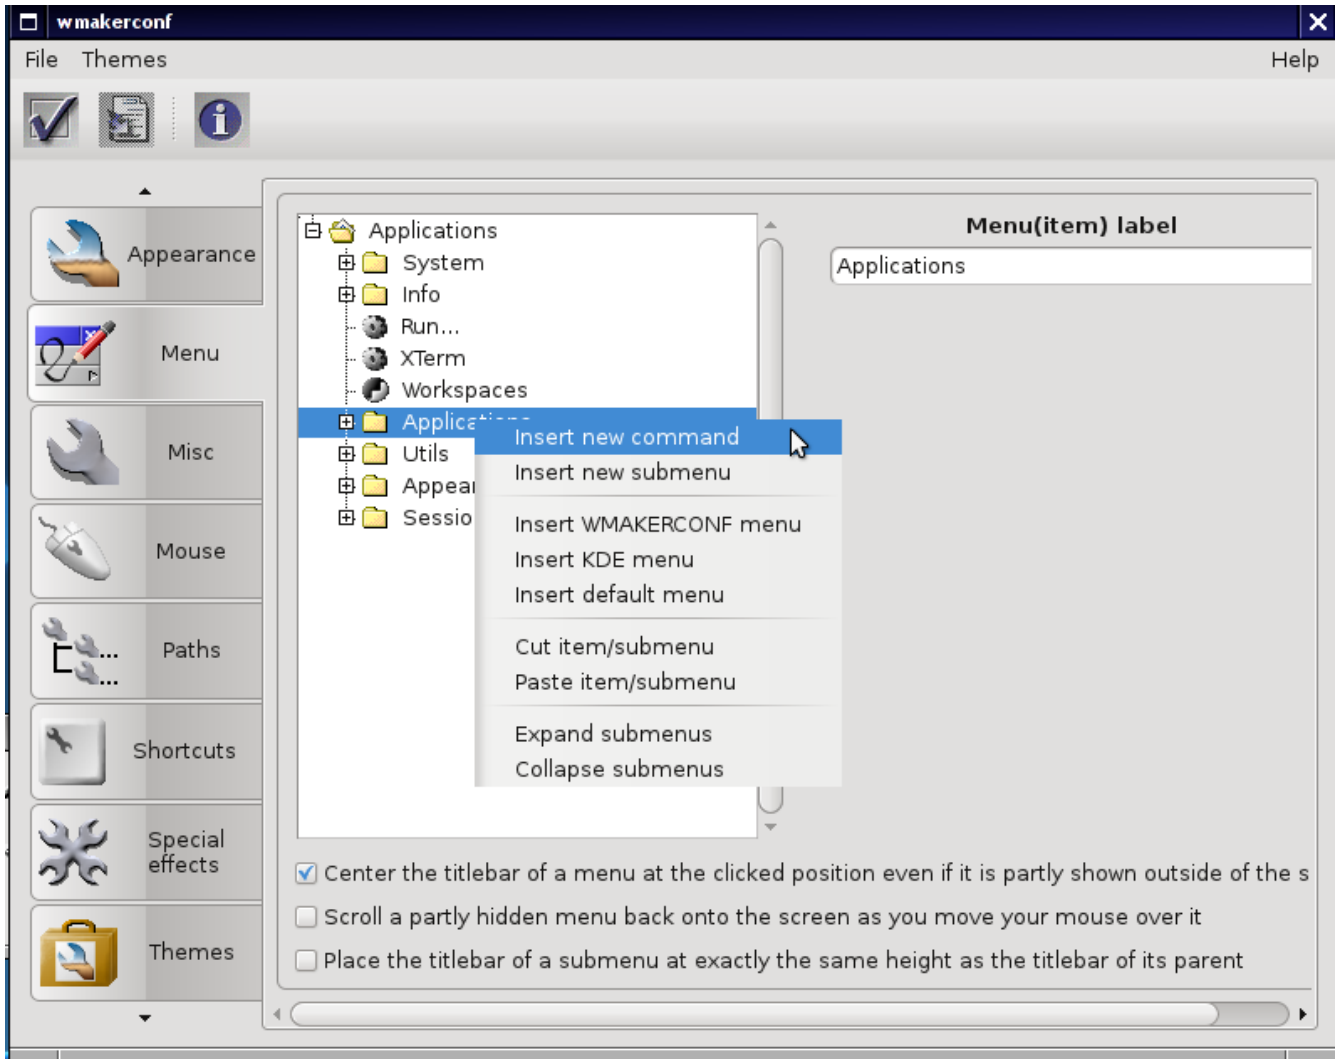 wmakerconf
File Themes Help
Appearance
Menu
Misc
Mouse
Paths
Shortcuts
Special
effects
Themes
Applications
System
Info
Run...
XTerm
Workspaces
Applications
Utils
Appear
Sessio
Insert new command
Insert new submenu
Insert WMAKERCONF menu
Insert KDE menu
Insert default menu
Cut item/submenu
Paste item/submenu
Expand submenus
Collapse submenus
Menu(item) label
Applications
Center the titlebar of a menu at the clicked position even if it is partly shown outside of the s
Scroll a partly hidden menu back onto the screen as you move your mouse over it
Place the titlebar of a submenu at exactly the same height as the titlebar of its parent